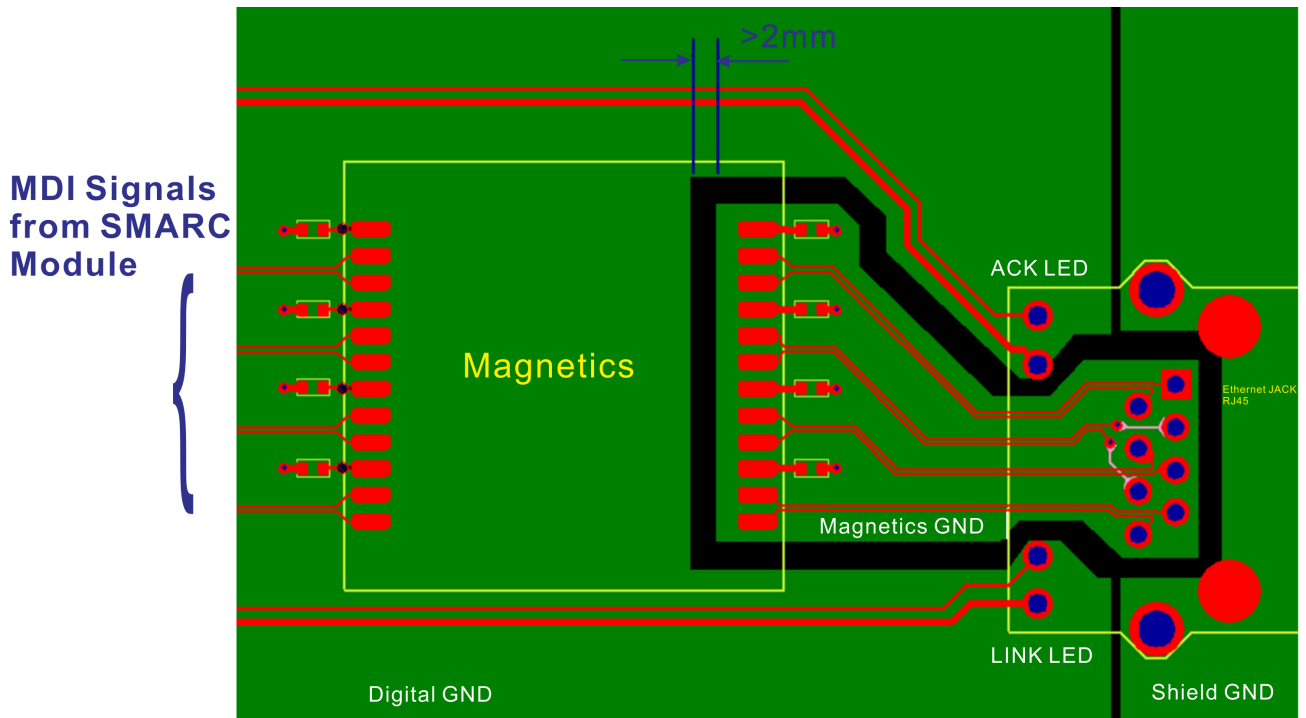 >2mm
MDI Signals
from SMARC
Module
ACK LED
Magnetics
Ethernet JACK
RJ45
Magnetics GND
LINK LED
Digital GND
Shield GND